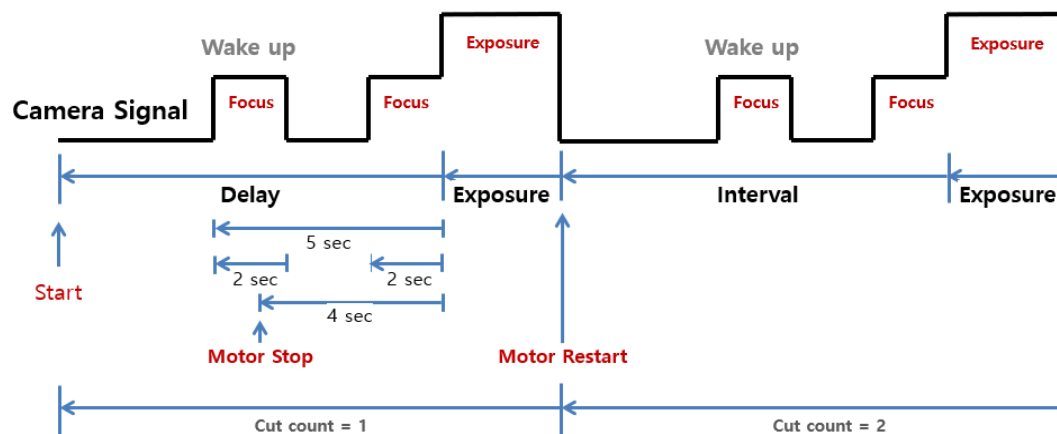 Wake up
Exposure
Wake up
Exposure
Camera Signal
Focus
Focus
Focus
Focus
Delay
Exposure
Interval
Exposure
5 sec
2 sec
2 sec
Start
4 sec
Motor Stop
Motor Restart
Cut count = 1
Cut count = 2